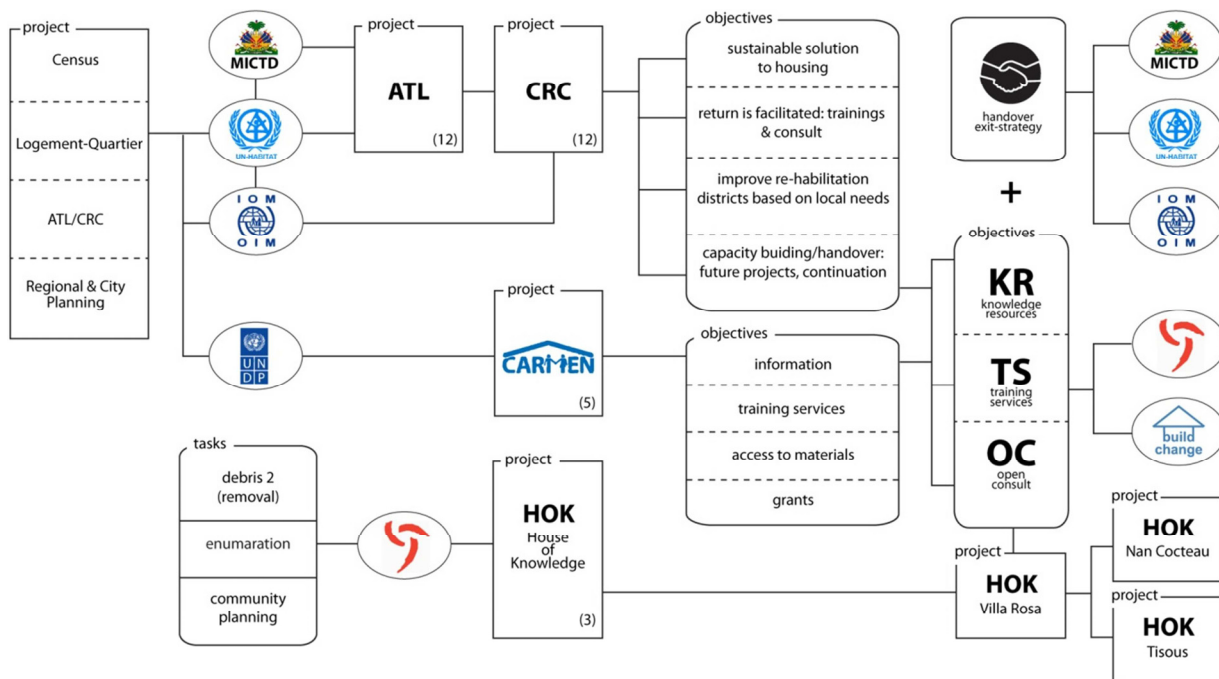 project
Census
Logement-Quartier
ATL/CRC
Regional & City
Planning
MICTD
UN-HABITAT
IOM
OIM
UN
DP
project
ATL
(12)
project
CRC
(12)
objectives
sustainable solution
to housing
return is facilitated: trainings
& consult
improve re-habilitation
districts based on local needs
capacity buiding/handover:
future projects, continuation
handover
exit-strategy
+
MICTD
UN-HABITAT
IOM
OIM
project
CARMEN
(5)
objectives
information
training services
access to materials
grants
objectives
KR
knowledge
resources
TS
training
services
OC
open
consult
build
change
tasks
debris 2
(removal)
enumaration
community
planning
project
HOK
House
of
Knowledge
(3)
project
HOK
Villa Rosa
project
HOK
Nan Cocteau
project
HOK
Tisous